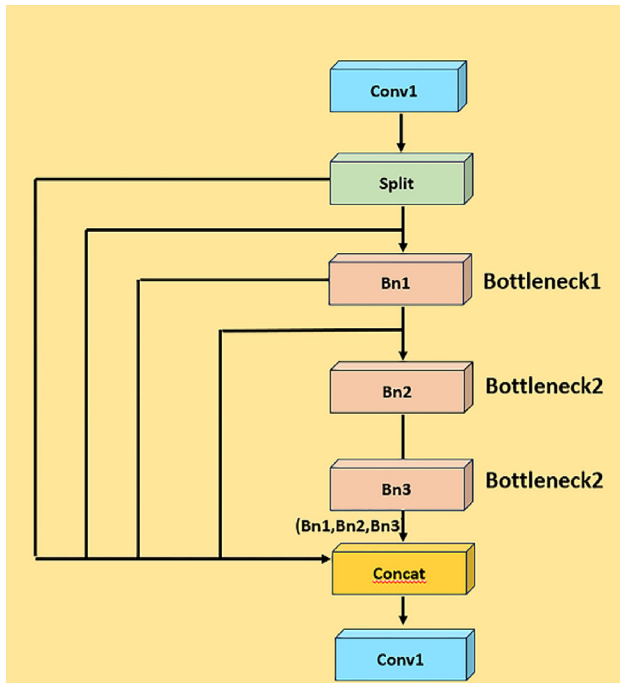 Conv1
Split
Bn1
Bottleneck1
Bn2
Bottleneck2
Bn3
Bottleneck2
(Bn1,Bn2,Bn3
Concat
Conv1